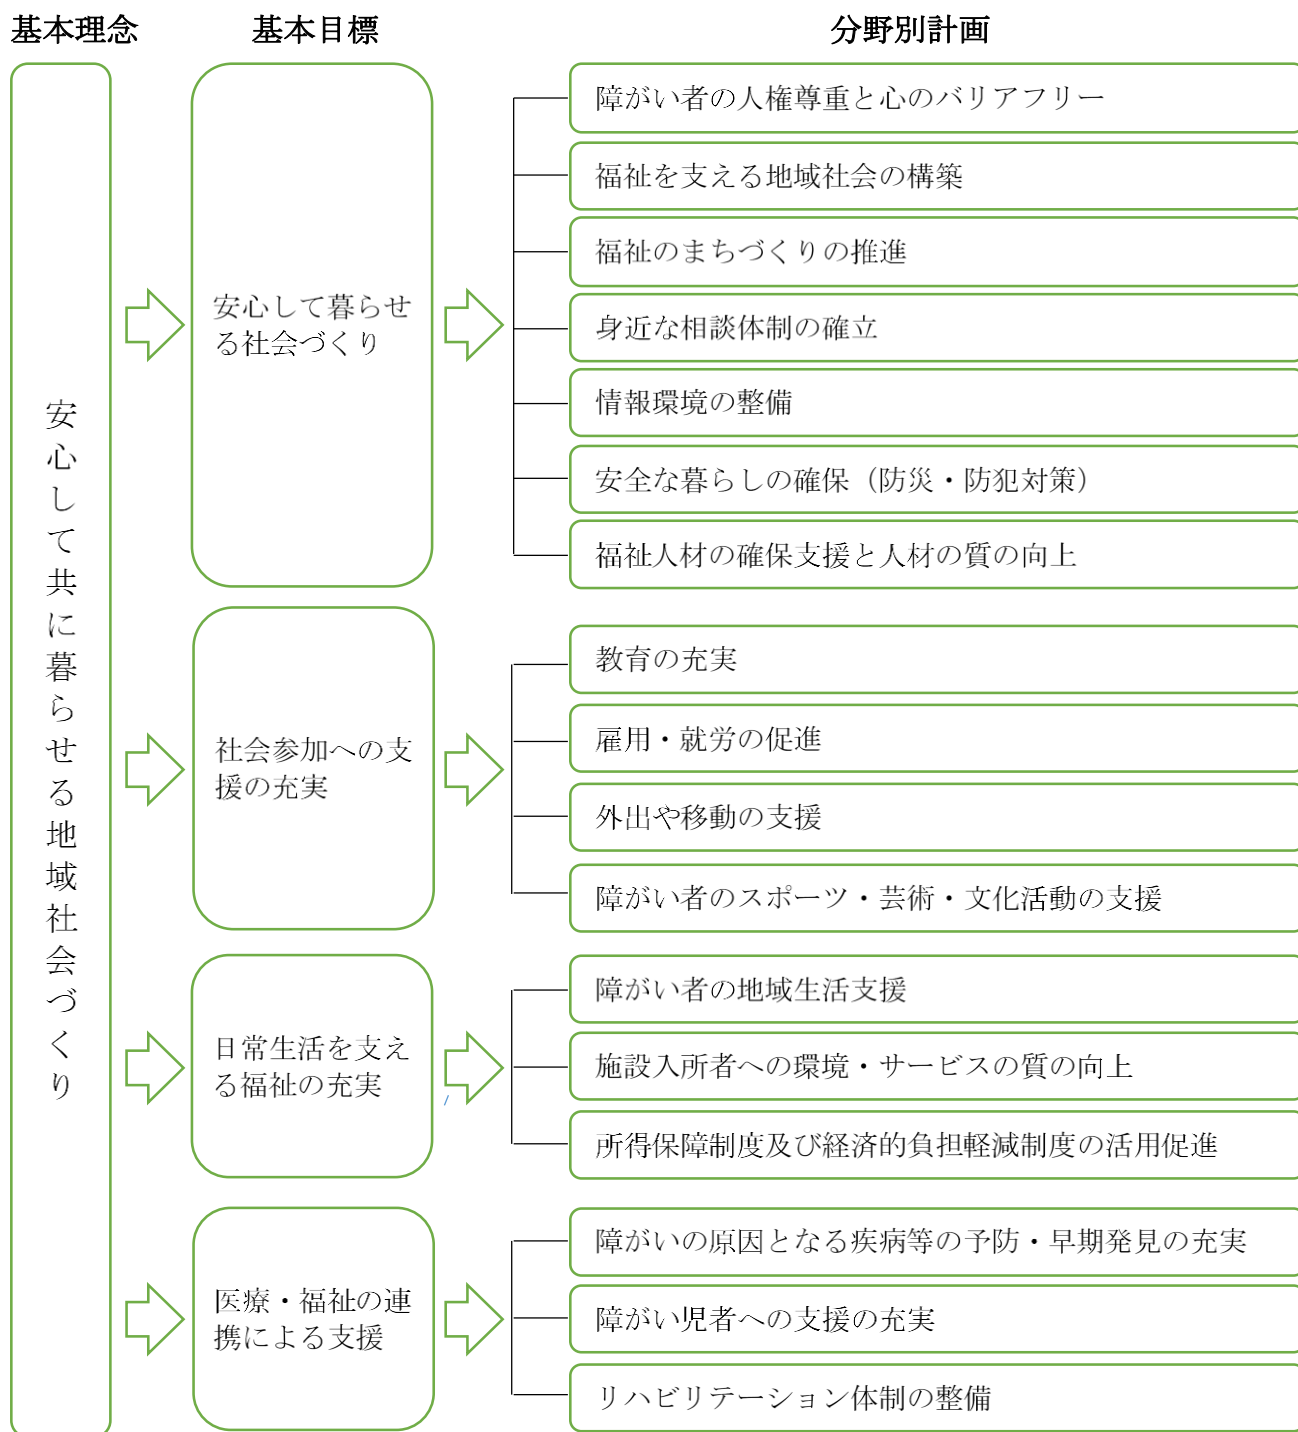 基本理念
基本目標
分野別計画
安心して共に暮らせる地域社会づくり
安心して暮らせ
る社会づくり
障がい者の人権尊重と心のバリアフリー
福祉を支える地域社会の構築
福祉のまちづくりの推進
身近な相談体制の確立
情報環境の整備
安全な暮らしの確保（防災・防犯対策）
福祉人材の確保支援と人材の質の向上
社会参加への支
援の充実
教育の充実
雇用・就労の促進
外出や移動の支援
障がい者のスポーツ・芸術・文化活動の支援
日常生活を支え
る福祉の充実
障がい者の地域生活支援
施設入所者への環境・サービスの質の向上
所得保障制度及び経済的負担軽減制度の活用促進
医療・福祉の連
携による支援
障がいの原因となる疾病等の予防・早期発見の充実
障がい児者への支援の充実
リハビリテーション体制の整備